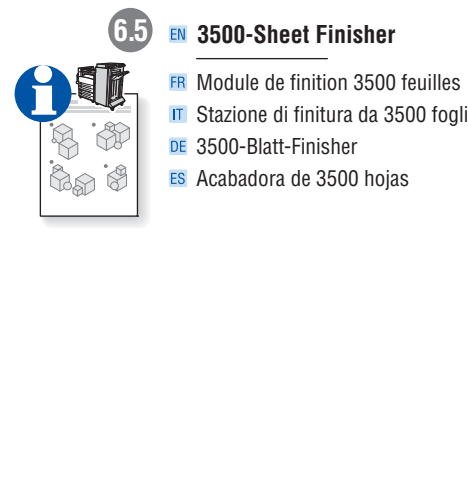 6.5 EN 3500-Sheet Finisher
FR Module de finition 3500 feuilles
IT Stazione di finitura da 3500 fogli
DE 3500-Blatt-Finisher
ES Acabadora de 3500 hojas
i